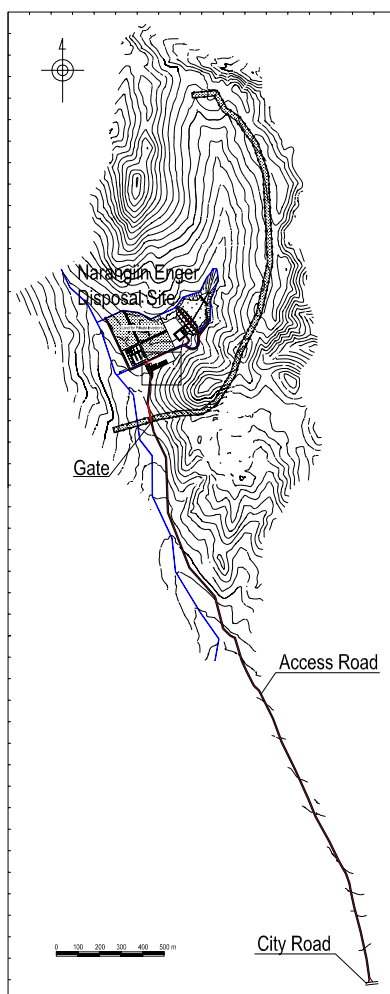 Narangiin Enger
Disposal Site
Gate
Access Road
City Road
0 100 200 300 400 500 m